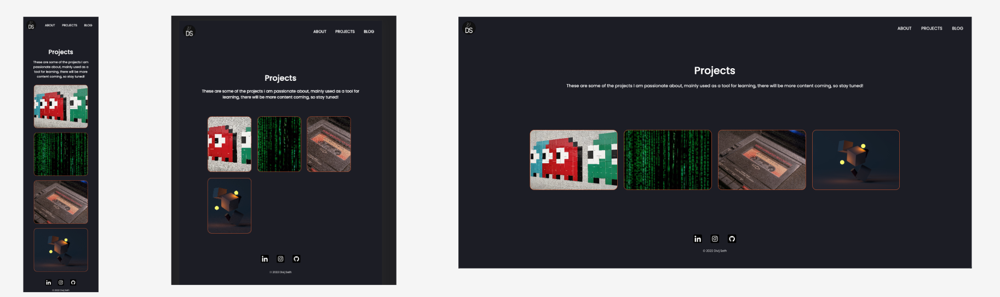 DS
ABOUT PROJECTS BLOG
Projects
These are some of the projects I am
passionate about, mainly used as a
tool for learning, there will be more
content coming, so stay tuned!
in
© 2022 Divij Seth
DS
ABOUT PROJECTS BLOG
Projects
These are some of the projects I am passionate about, mainly used as a tool for
learning, there will be more content coming, so stay tuned!
in
© 2022 Divij Seth
DS
ABOUT PROJECTS BLOG
Projects
These are some of the projects I am passionate about, mainly used as a tool for learning, there will be more content coming, so stay tuned!
in
© 2022 Divij Seth